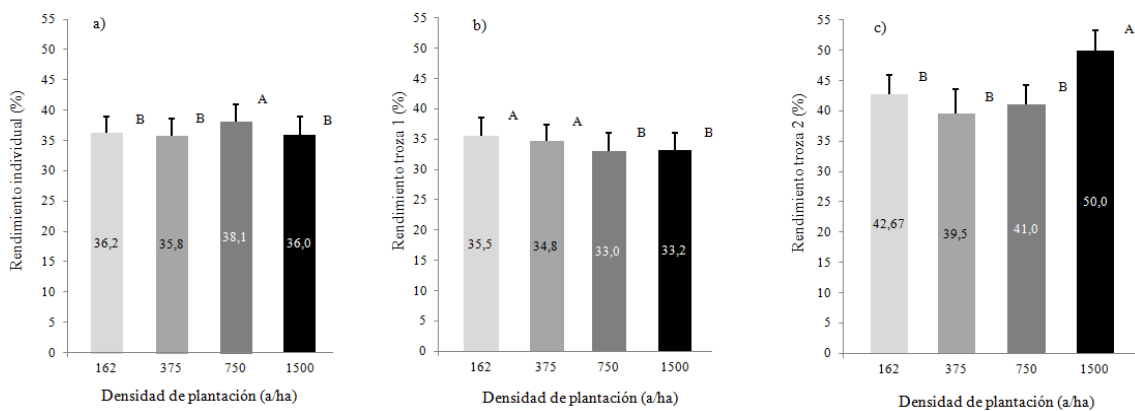 a)
Rendimiento individual (%)
55
50
45
40
35
30
25
20
15
10
5
0
B
B
A
B
36,2
35,8
38,1
36,0
162
375
750
1500
Densidad de plantación (a/ha)
b)
Rendimiento troza 1 (%)
55
50
45
40
35
30
25
20
15
10
5
0
A
A
B
B
35,5
34,8
33,0
33,2
162
375
750
1500
Densidad de plantación (a/ha)
c)
Rendimiento troza 2 (%)
55
50
45
40
35
30
25
20
15
10
5
0
B
B
B
A
42,67
39,5
41,0
50,0
162
375
750
1500
Densidad de plantación (a/ha)